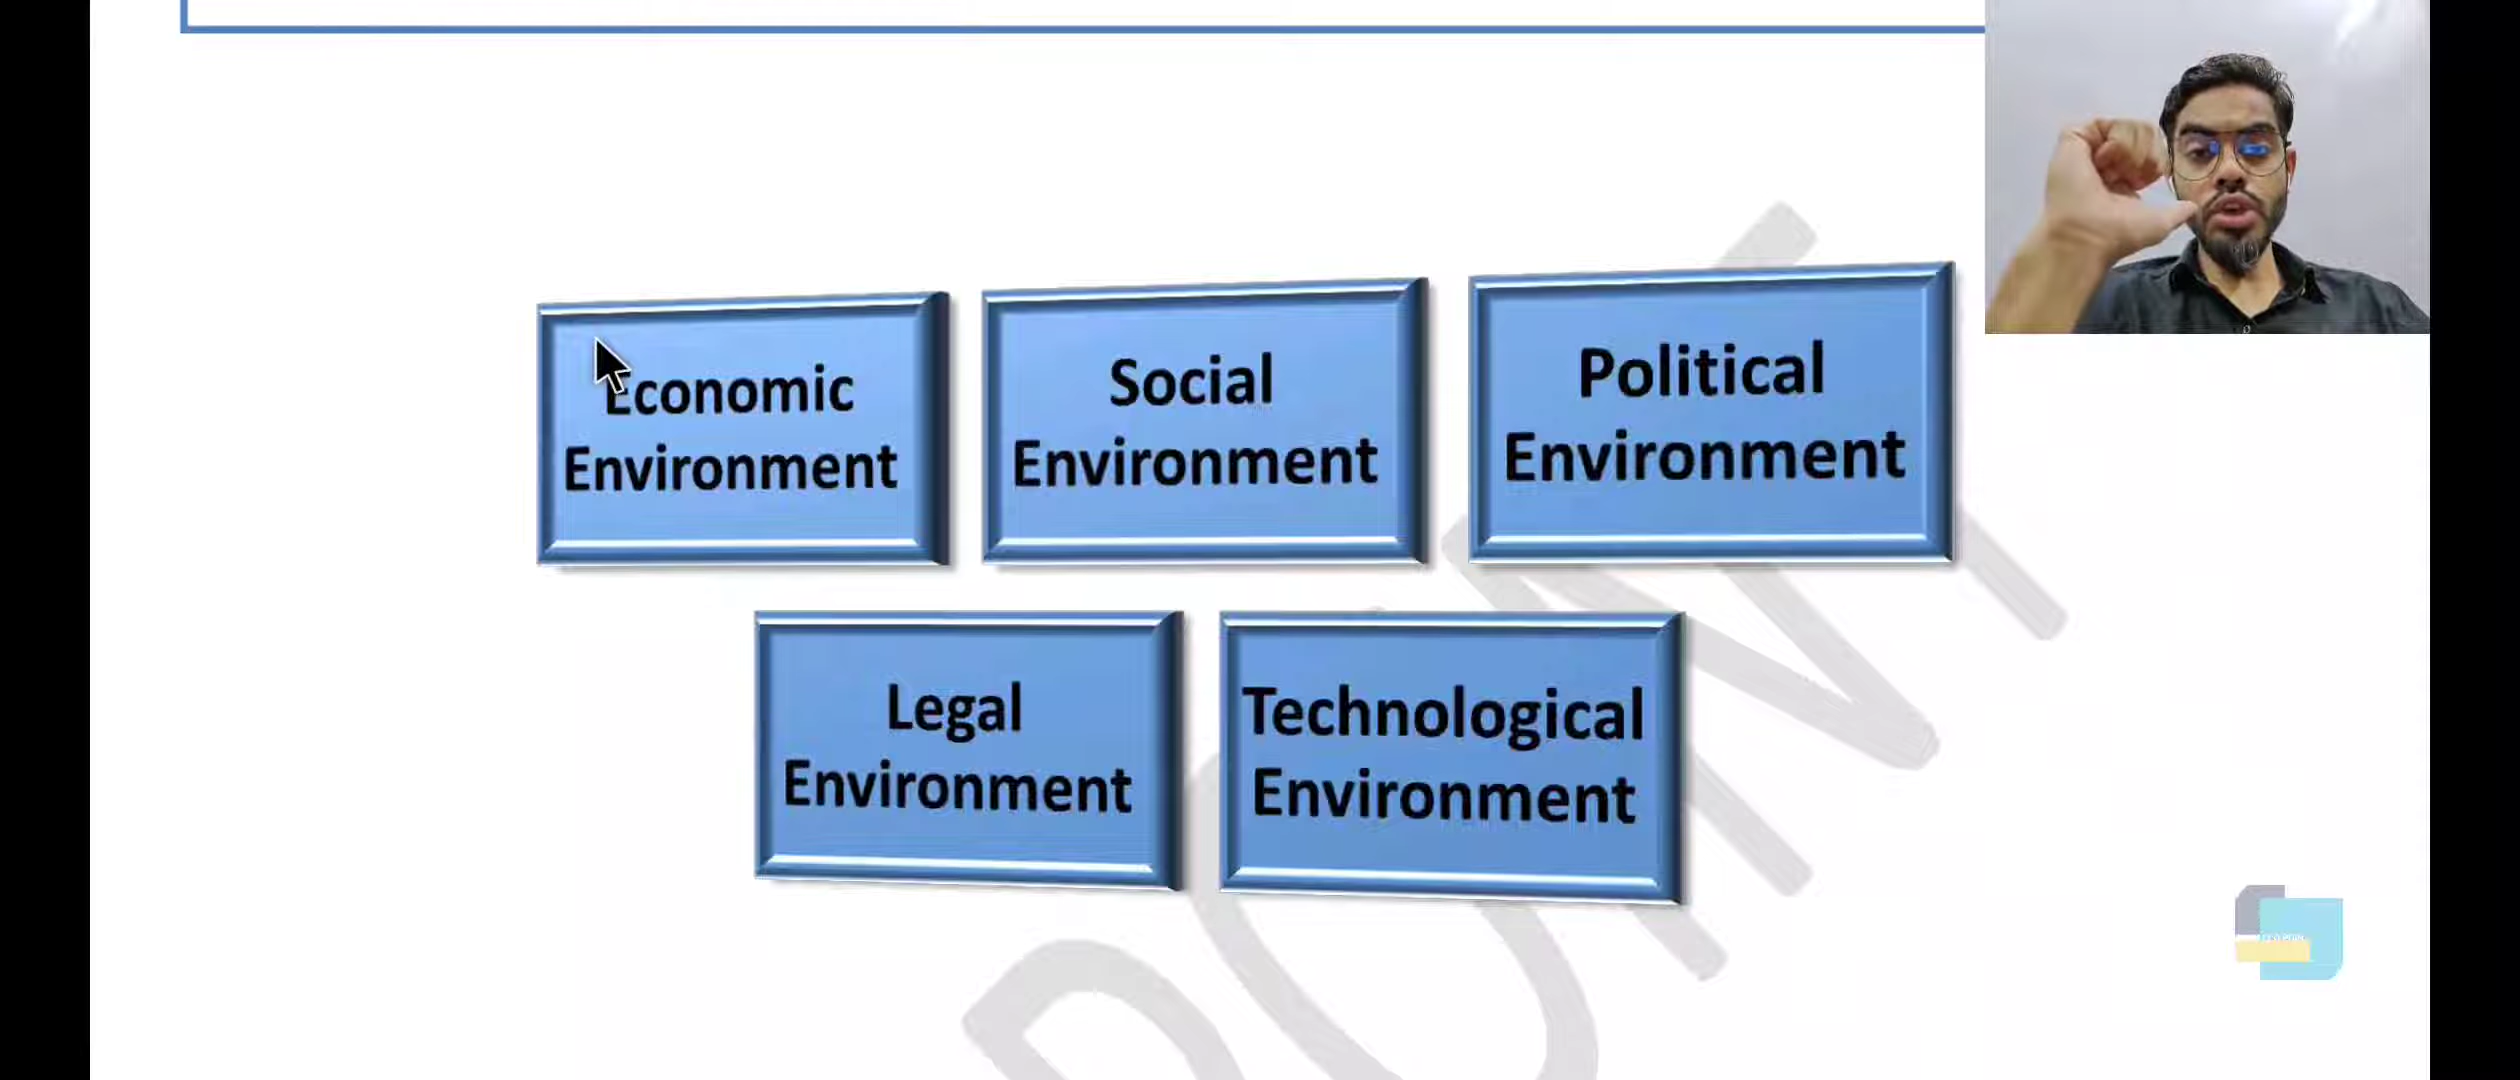 Economic
Environment
Social
Environment
Political
Environment
Legal
Environment
Technological
Environment